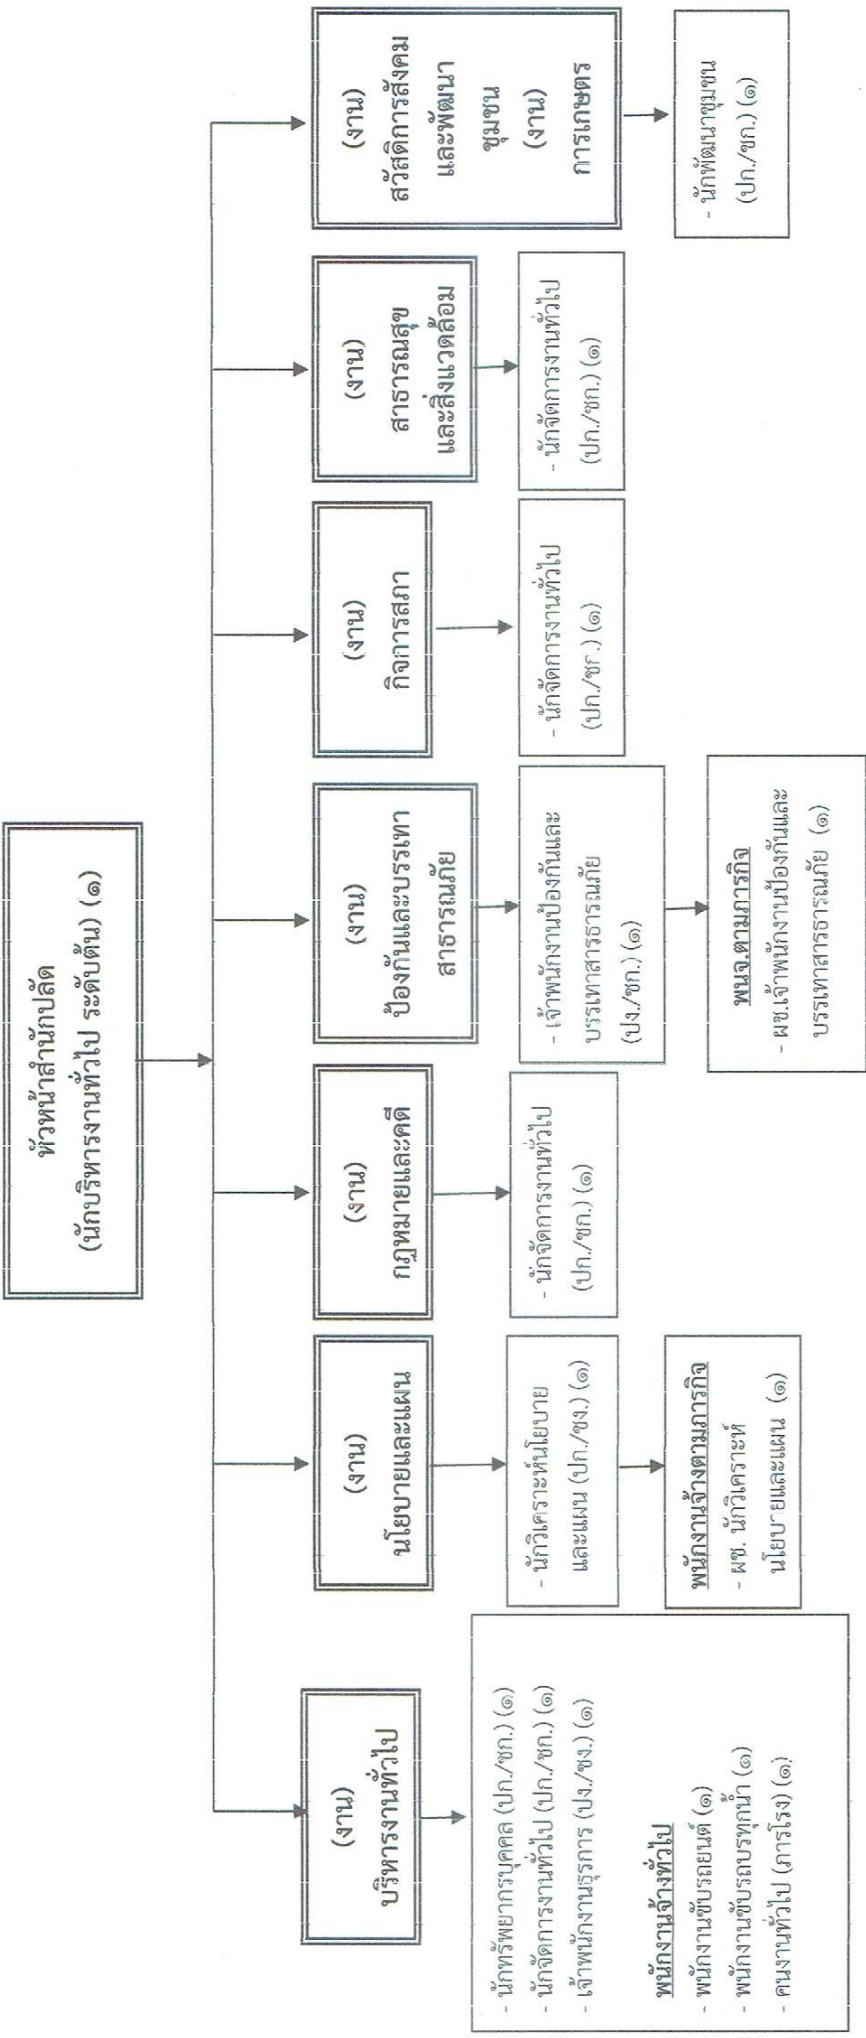 หัวหน้าสำนักปลัด
(นักบริหารงานทั่วไป ระดับต้น) (๑)
(งาน)
บริหารงานทั่วไป
- นักทรัพยากรบุคคล (ปก./ชก.) (๑)
- นักจัดการงานทั่วไป (ปก./ชก.) (๑)
- เจ้าพนักงานธุรการ (ปง./ชง.) (๑)
พนักงานจ้างทั่วไป
- พนักงานขับรถยนต์ (๑)
- พนักงานขับรถบรรทุกน้ำ (๑)
- คนงานทั่วไป (ภารโรง) (๑)
(งาน)
นโยบายและแผน
- นักวิเคราะห์นโยบาย
และแผน (ปก./ชง.) (๑)
พนักงานจ้างตามภารกิจ
- ผช. นักวิเคราะห์
นโยบายและแผน (๑)
(งาน)
กฎหมายและคดี
- นักจัดการงานทั่วไป
(ปก./ชก.) (๑)
(งาน)
ป้องกันและบรรเทา
สาธารณภัย
- เจ้าพนักงานป้องกันและ
บรรเทาสารธารณภัย
(ปง./ชก.) (๑)
พนจ.ตามภารกิจ
- ผช.เจ้าพนักงานป้องกันและ
บรรเทาสารธารณภัย (๑)
(งาน)
กิจการสภา
- นักจัดการงานทั่วไป
(ปก./ชก.) (๑)
(งาน)
สาธารณสุข
และสิ่งแวดล้อม
- นักจัดการงานทั่วไป
(ปก./ชก.) (๑)
(งาน)
สวัสดิการสังคม
และพัฒนา
ชุมชน
(งาน)
การเกษตร
- นักพัฒนาชุมชน
(ปก./ชก.) (๑)